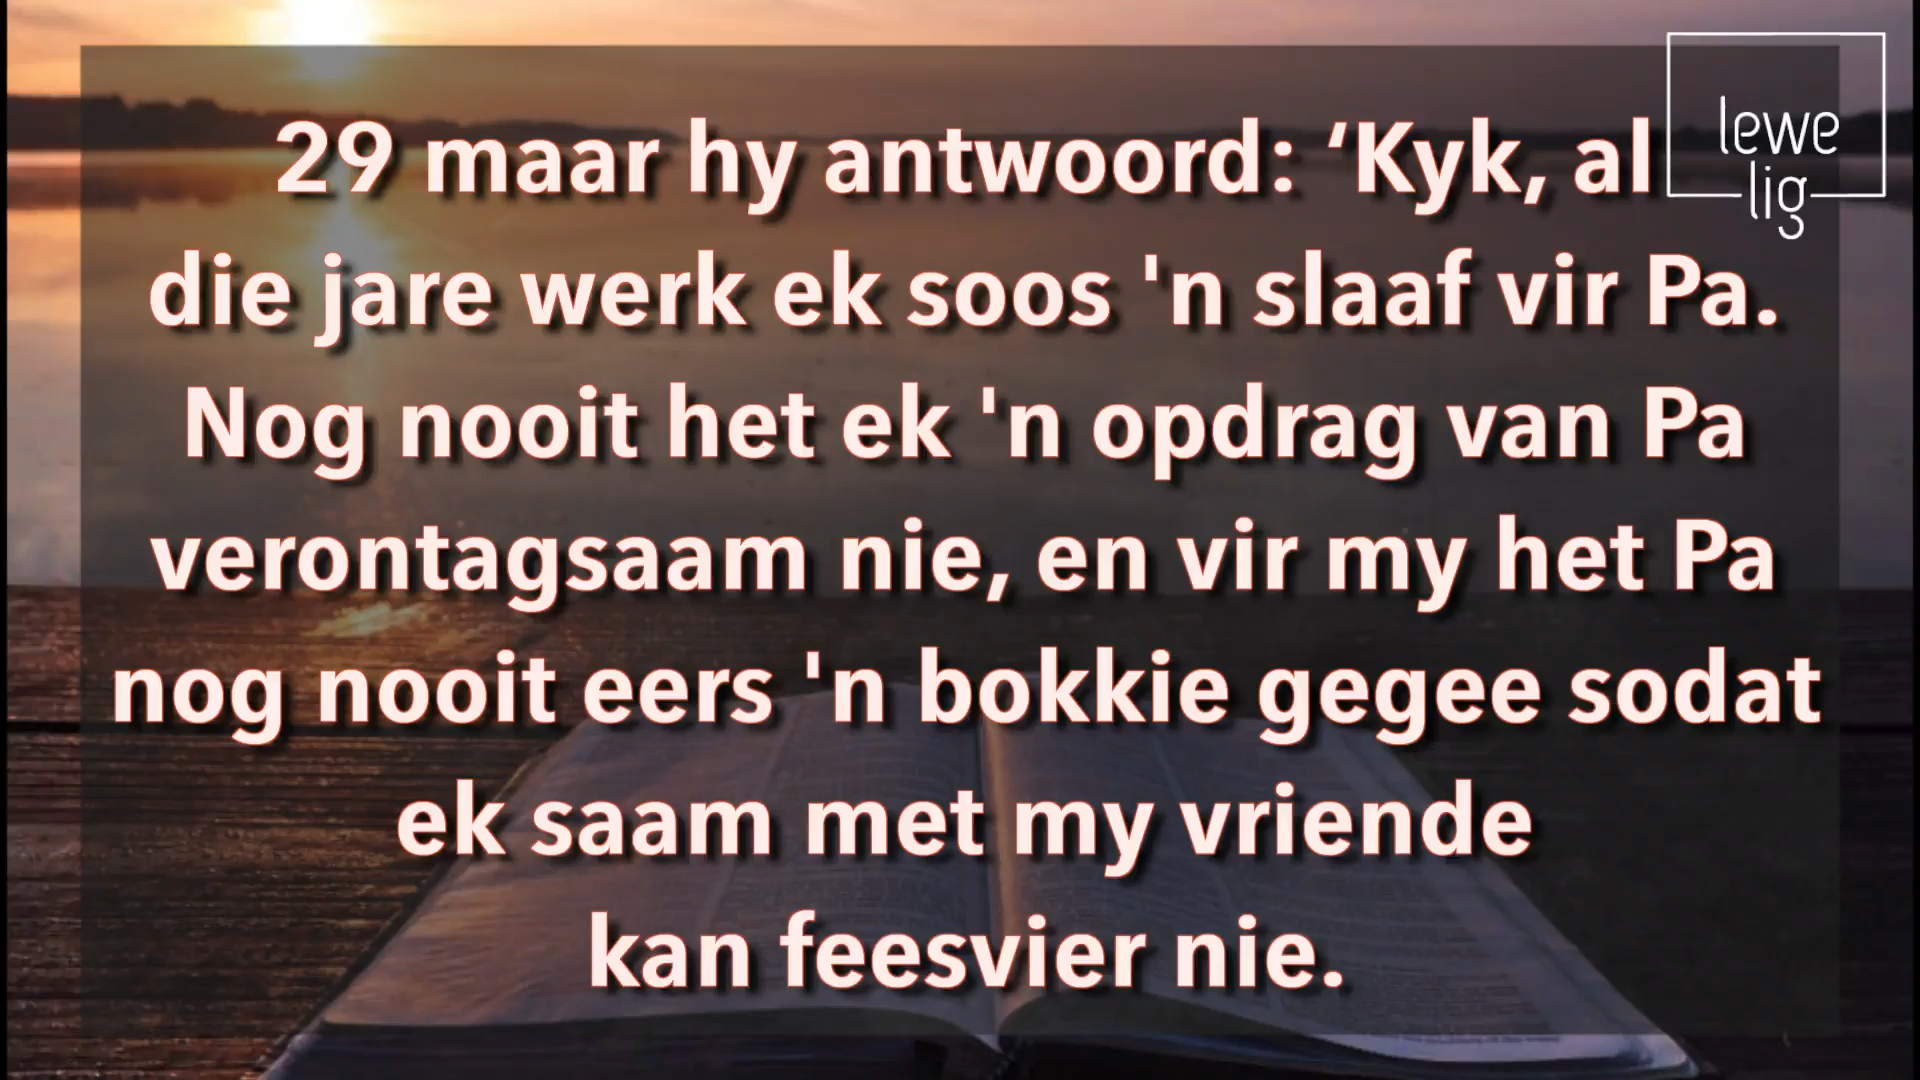 29 maar hy antwoord: ‘Kyk, al
die jare werk ek soos 'n slaaf vir Pa.
Nog nooit het ek 'n opdrag van Pa
verontagsaam nie, en vir my het Pa
nog nooit eers 'n bokkie gegee sodat
ek saam met my vriende
kan feesvier nie.
lewe
lig